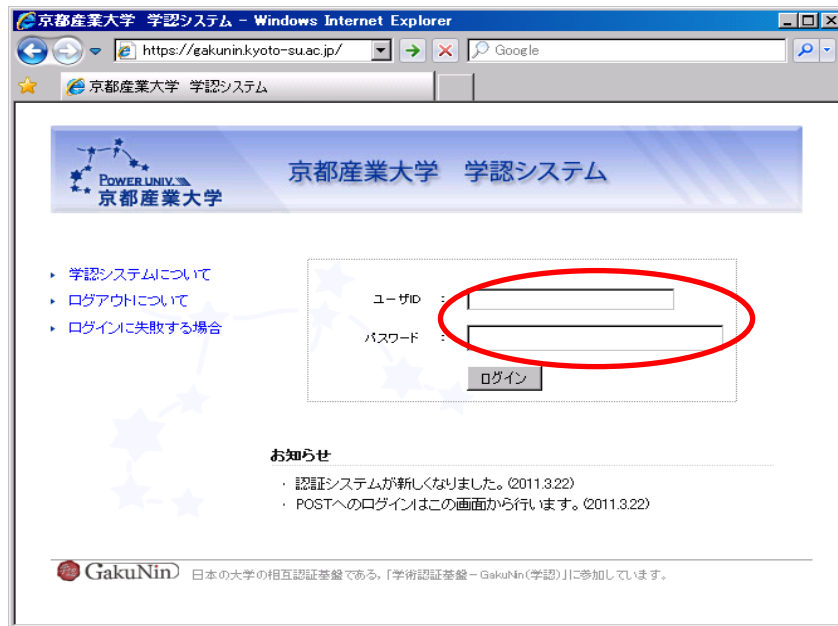 京都産業大学 学認システム - Windows Internet Explorer
https://gakunin.kyoto-su.ac.jp/
Google
京都産業大学 学認システム
POWER UNIV.
京都産業大学
京都産業大学 学認システム
学認システムについて
ログアウトについて
ログインに失敗する場合
ユーザID :
パスワード :
ログイン
お知らせ
・ 認証システムが新しくなりました。(2011.3.22)
・ POSTへのログインはこの画面から行います。(2011.3.22)
GakuNin 日本の大学の相互認証基盤である,「学術認証基盤-GakuNin(学認)」に参加しています。